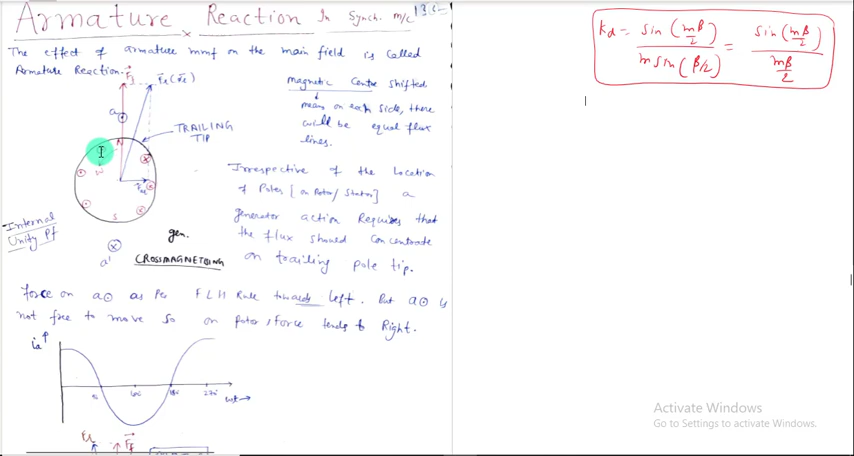 Armature Reaction In Synch. m/c
The effect of armature mmf on the main field is called
Armature Reaction.
magnetic Centre shifted
mean on each side, there
will be equal flux
lines.
a
TRAILING
TIP
N
ω
S
Internal
Unity Pf
gen.
a'
CROSSMAGNETISING
Irrespective of the Location
of Poles [on Rotor/Stator] a
generator action Requires that
the flux should Concentrate
on trailing pole tip.
force on a⊙ as Per FLH Rule towards left. But a⊙ is
not free to move so on Rotor, Force tends to Right.
ia
180
270
ωt→
Kd = sin(mβ/2) / m sin(β/2) = sin(mβ/2) / (mβ/2)
Activate Windows
Go to Settings to activate Windows.